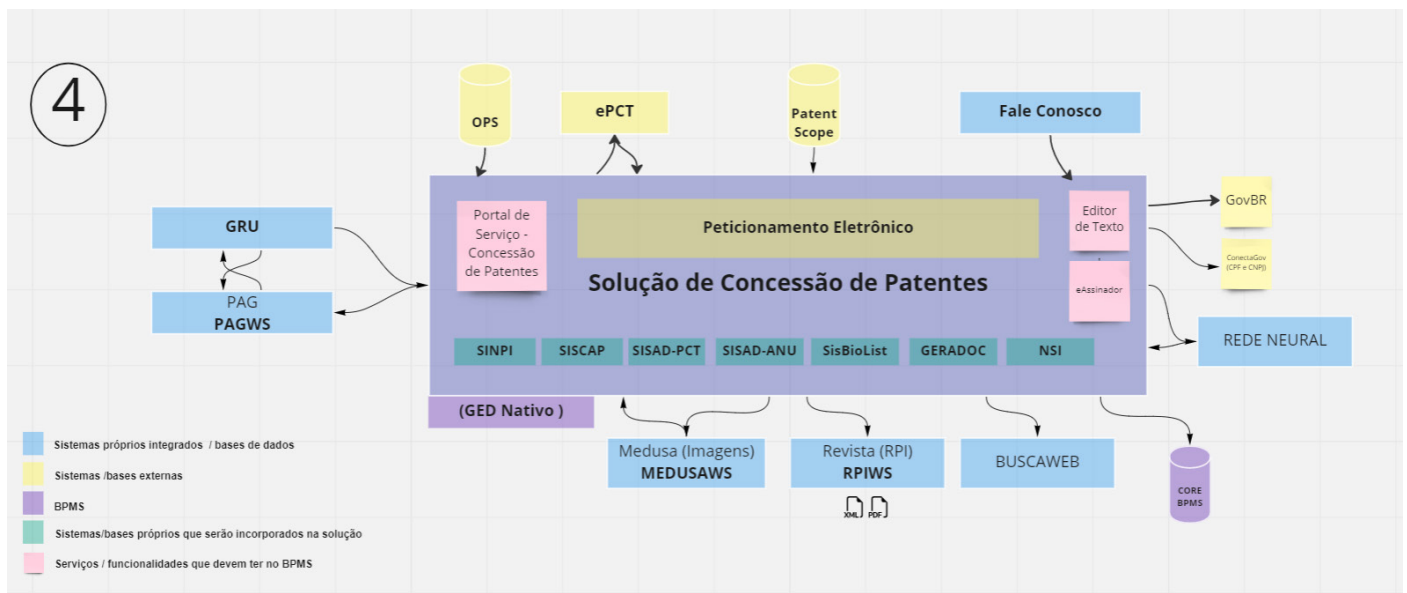 4
OPS
ePCT
Patent
Scope
Fale Conosco
GRU
PAG
PAGWS
Portal de
Serviço -
Concessão
de Patentes
Peticionamento Eletrônico
Solução de Concessão de Patentes
Editor
de Texto
eAssinador
GovBR
ConectaGov
(CPF e CNPJ)
REDE NEURAL
SINPI
SISCAP
SISAD-PCT
SISAD-ANU
SisBioList
GERADOC
NSI
(GED Nativo )
Medusa (Imagens)
MEDUSAWS
Revista (RPI)
RPIWS
XML
PDF
BUSCAWEB
CORE
BPMS
Sistemas próprios integrados / bases de dados
Sistemas /bases externas
BPMS
Sistemas/bases próprios que serão incorporados na solução
Serviços / funcionalidades que devem ter no BPMS